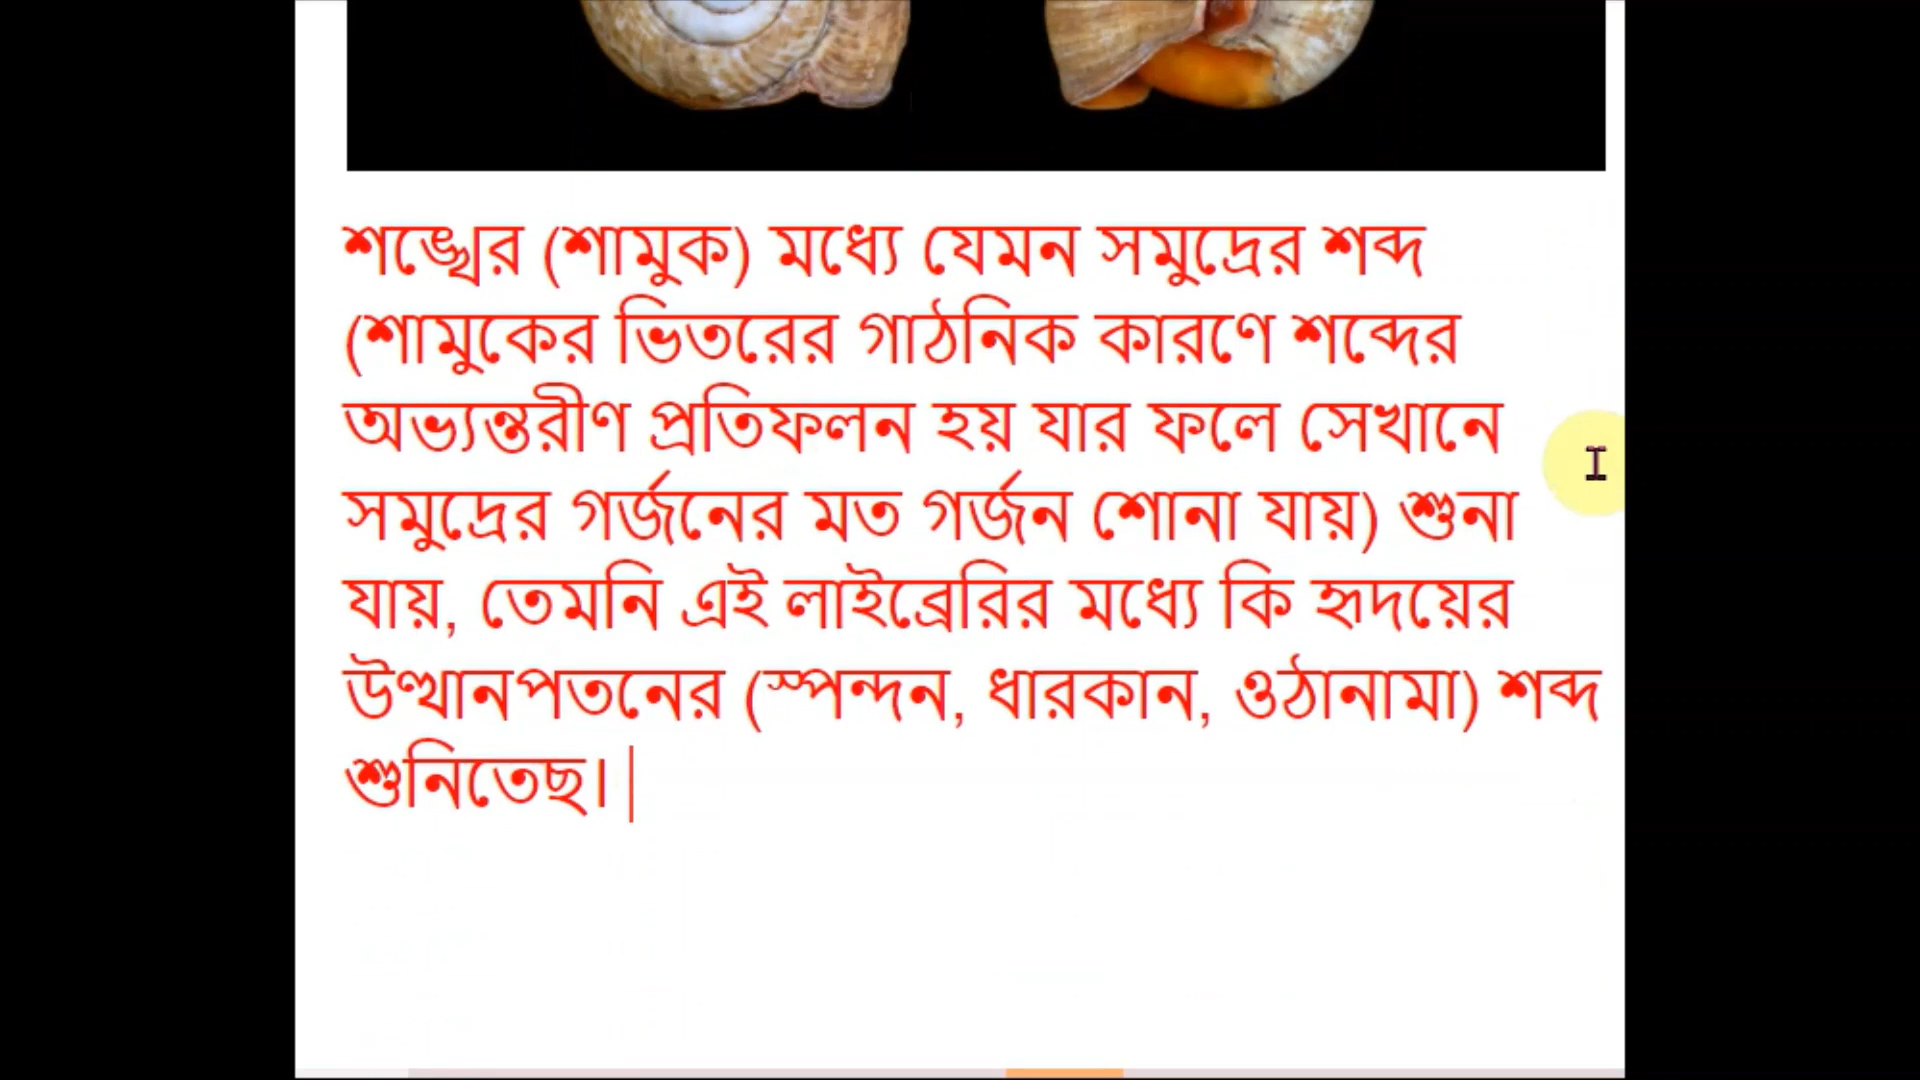 শঙ্খের (শামুক) মধ্যে যেমন সমুদ্রের শব্দ
(শামুকের ভিতরের গাঠনিক কারণে শব্দের
অভ্যন্তরীণ প্রতিফলন হয় যার ফলে সেখানে
সমুদ্রের গর্জনের মত গর্জন শোনা যায়) শুনা
যায়, তেমনি এই লাইব্রেরির মধ্যে কি হৃদয়ের
উত্থানপতনের (স্পন্দন, ধারকান, ওঠানামা) শব্দ
শুনিতেছ।